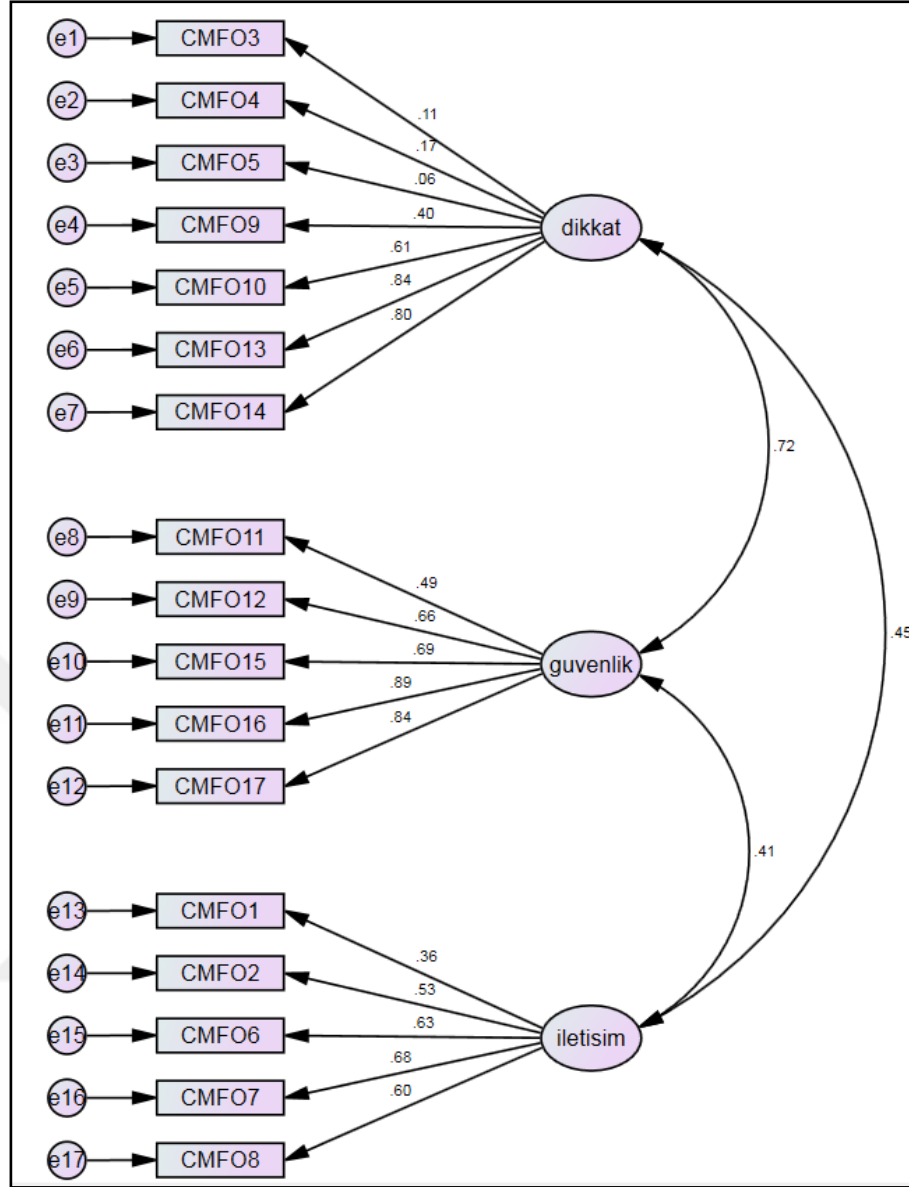 e1 CMFO3
e2 CMFO4
e3 CMFO5
e4 CMFO9
e5 CMFO10
e6 CMFO13
e7 CMFO14
.11
.17
.06
.40
.61
.84
.80
dikkat
.72
.45
e8 CMFO11
e9 CMFO12
e10 CMFO15
e11 CMFO16
e12 CMFO17
.49
.66
.69
.89
.84
guvenlik
.41
e13 CMFO1
e14 CMFO2
e15 CMFO6
e16 CMFO7
e17 CMFO8
.36
.53
.63
.68
.60
iletisim